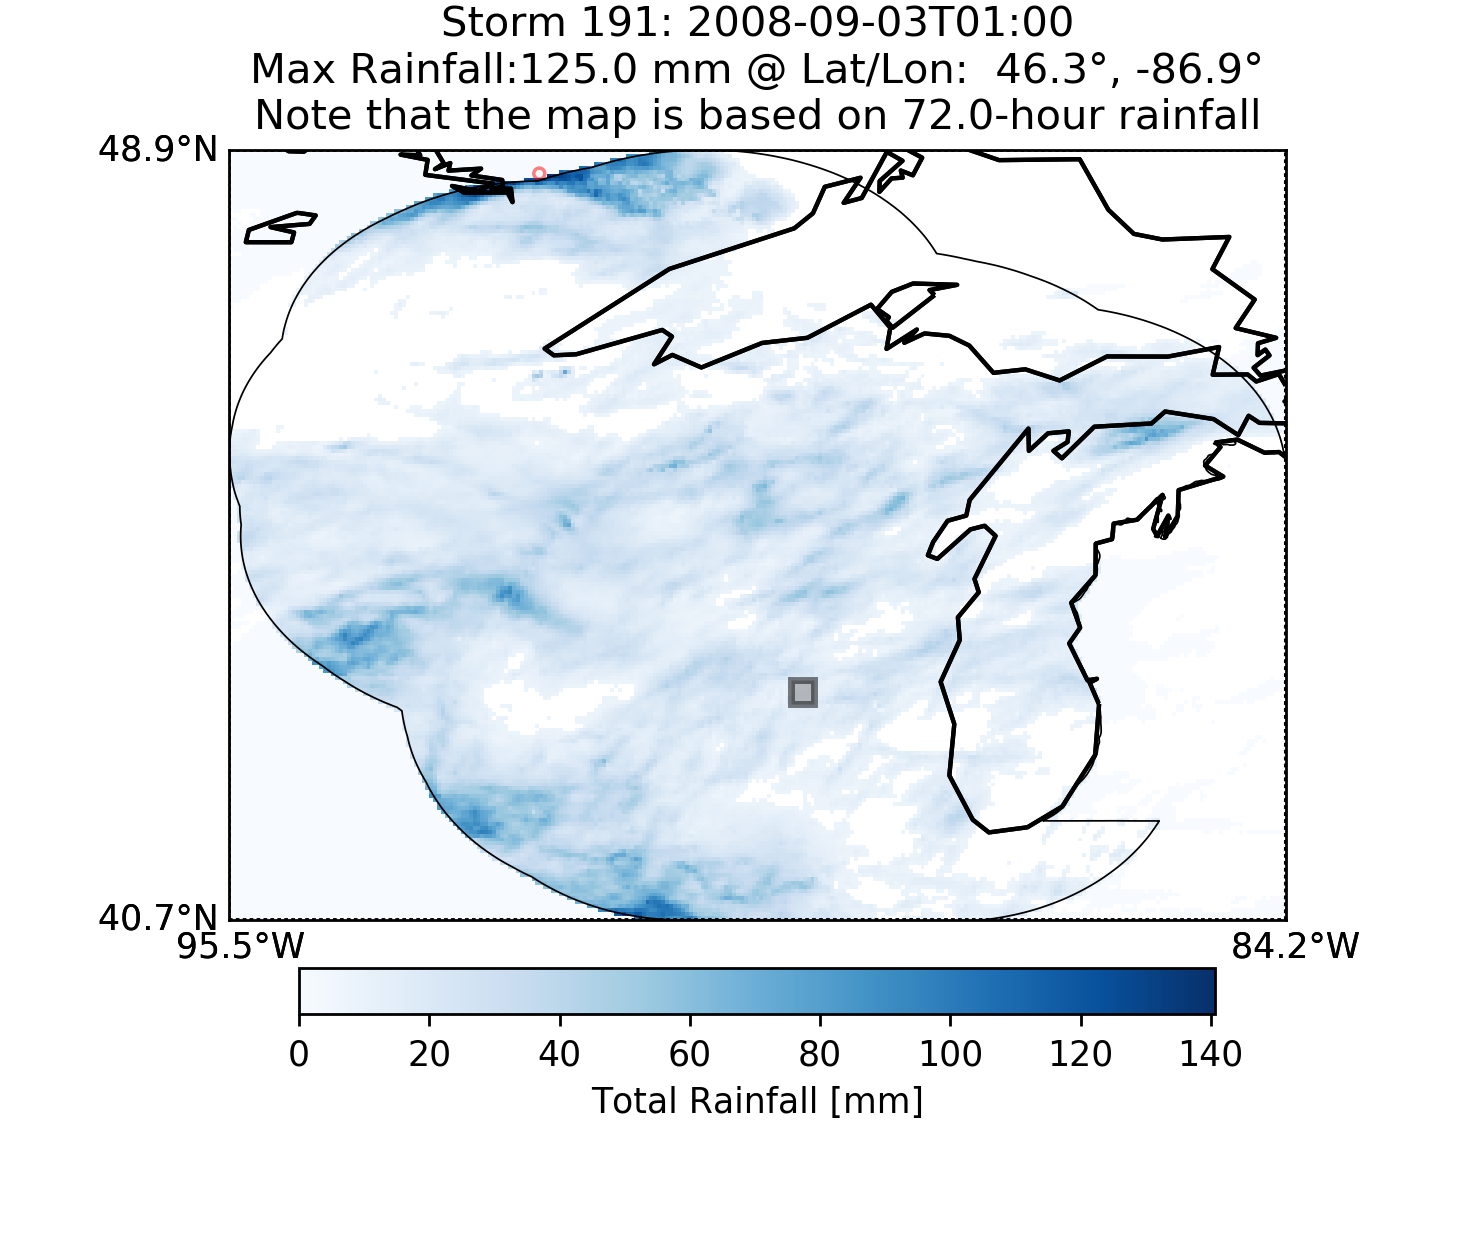 Storm 191: 2008-09-03T01:00
Max Rainfall:125.0 mm @ Lat/Lon:  46.3°, -86.9°
Note that the map is based on 72.0-hour rainfall
48.9°N
40.7°N
95.5°W 84.2°W
0 20 40 60 80 100 120 140
Total Rainfall [mm]